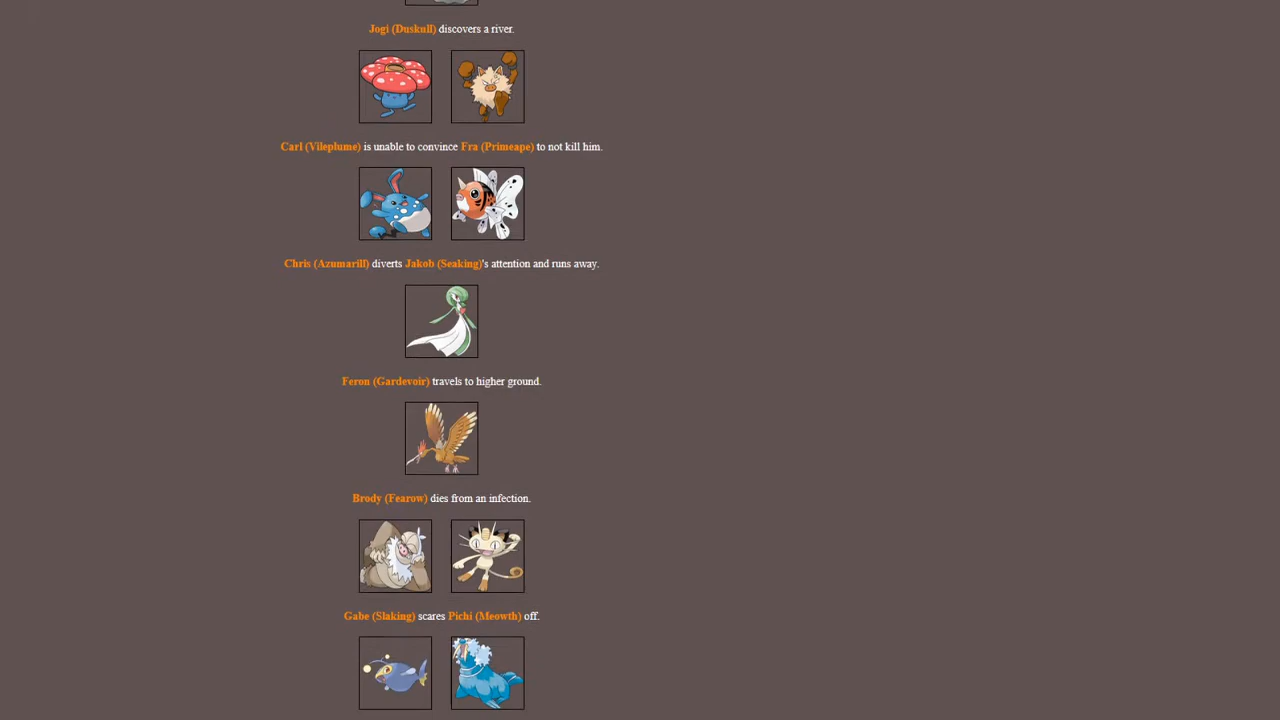 Jogi (Duskull) discovers a river.
Carl (Vileplume) is unable to convince Fra (Primeape) to not kill him.
Chris (Azumarill) diverts Jakob (Seaking)'s attention and runs away.
Feron (Gardevoir) travels to higher ground.
Brody (Fearow) dies from an infection.
Gabe (Slaking) scares Pichi (Meowth) off.